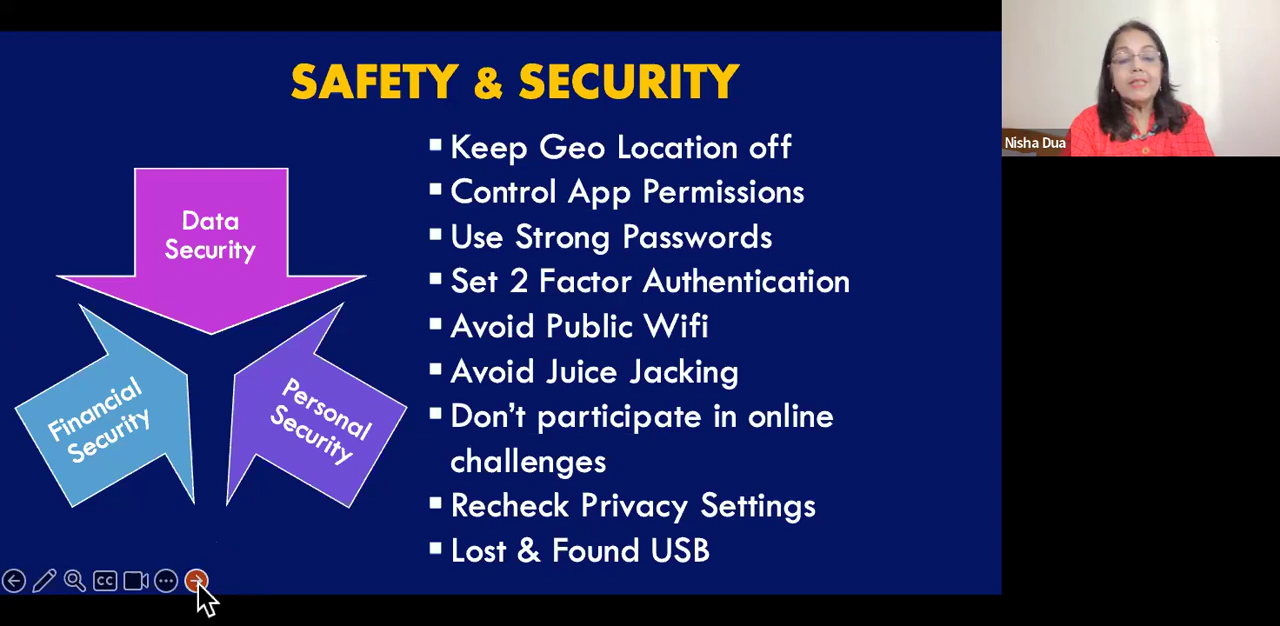 SAFETY & SECURITY
Data
Security
Financial
Security
Personal
Security
Keep Geo Location off
Control App Permissions
Use Strong Passwords
Set 2 Factor Authentication
Avoid Public Wifi
Avoid Juice Jacking
Don't participate in online
challenges
Recheck Privacy Settings
Lost & Found USB
CC
Nisha Dua